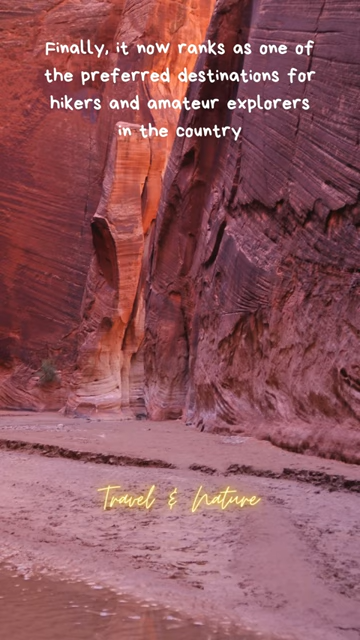 Finally, it now ranks as one of
the preferred destinations for
hikers and amateur explorers
in the country
Travel & Nature